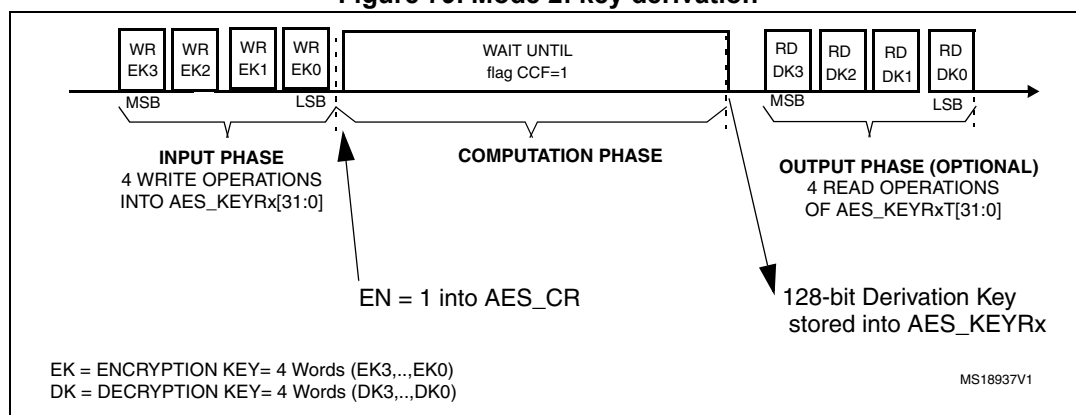 Figure 79. Mode 2: key derivation
WR EK3
WR EK2
WR EK1
WR EK0
WAIT UNTIL
flag CCF=1
RD DK3
RD DK2
RD DK1
RD DK0
MSB
LSB
MSB
LSB
INPUT PHASE
4 WRITE OPERATIONS
INTO AES_KEYRx[31:0]
COMPUTATION PHASE
OUTPUT PHASE (OPTIONAL)
4 READ OPERATIONS
OF AES_KEYRxT[31:0]
EN = 1 into AES_CR
128-bit Derivation Key
stored into AES_KEYRx
EK = ENCRYPTION KEY= 4 Words (EK3,..,EK0)
DK = DECRYPTION KEY= 4 Words (DK3,..,DK0)
MS18937V1